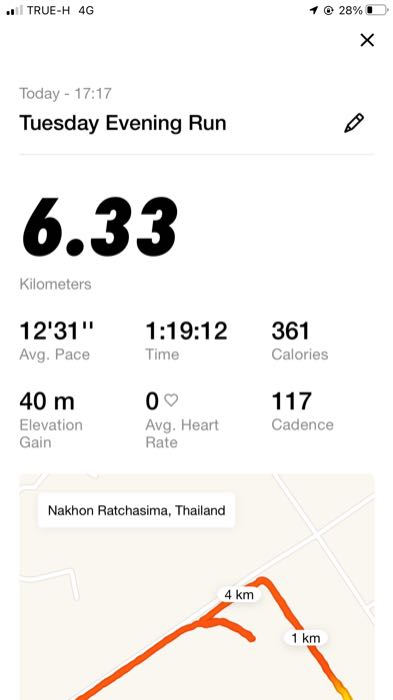 TRUE-H 4G 28%
Today - 17:17
Tuesday Evening Run
6.33
Kilometers
12'31'' 1:19:12 361
Avg. Pace Time Calories
40 m 0 117
Elevation Gain Avg. Heart Rate Cadence
Nakhon Ratchasima, Thailand
4 km
1 km